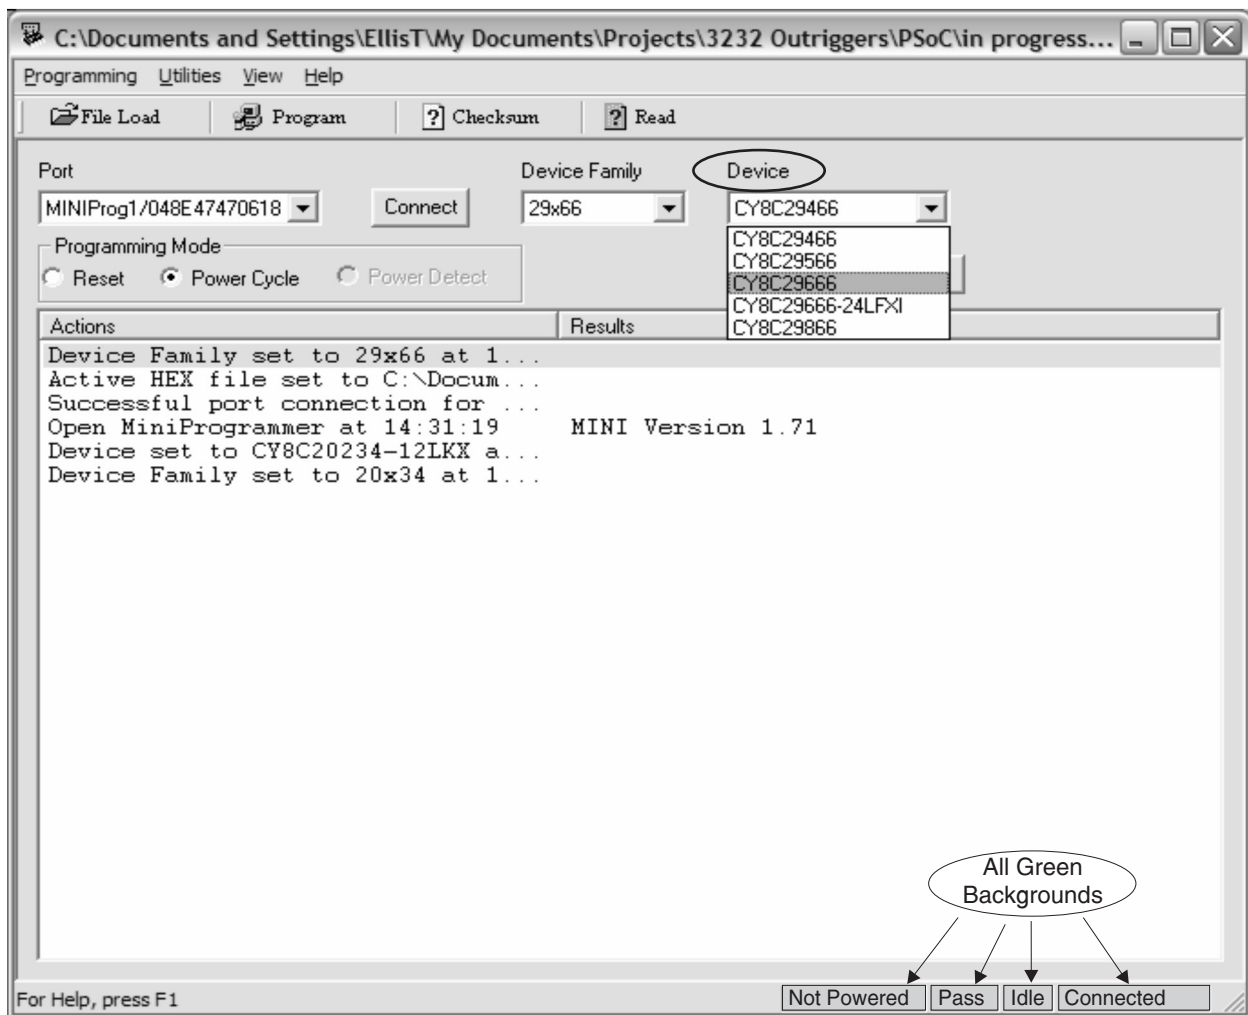 C:\Documents and Settings\EllisT\My Documents\Projects\3232 Outriggers\PSoC\in progress...
Programming Utilities View Help
File Load Program Checksum Read
Port Device Family Device
MINIProg1/048E47470618 Connect 29x66 CY8C29466
Programming Mode
Reset Power Cycle Power Detect
CY8C29466
CY8C29566
CY8C29666
CY8C29666-24LFXI
CY8C29866
Actions Results
Device Family set to 29x66 at 1...
Active HEX file set to C:\Docum...
Successful port connection for ...
Open MiniProgrammer at 14:31:19 MINI Version 1.71
Device set to CY8C20234-12LKX a...
Device Family set to 20x34 at 1...
All Green
Backgrounds
For Help, press F1 Not Powered Pass Idle Connected